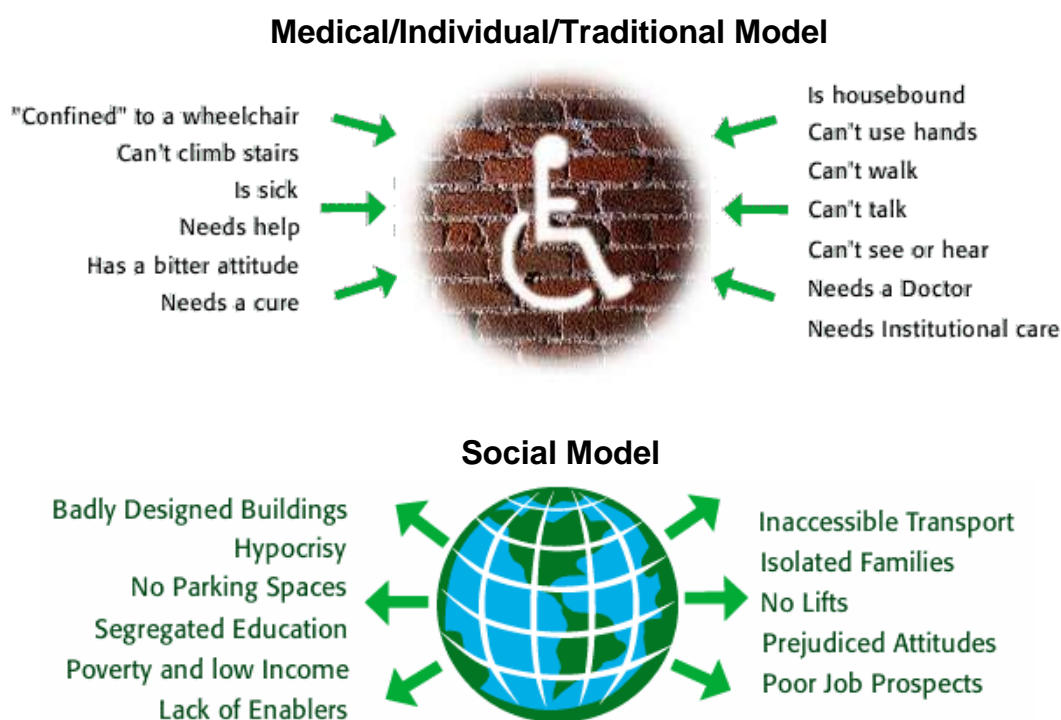 Medical/Individual/Traditional Model
"Confined" to a wheelchair
Can't climb stairs
Is sick
Needs help
Has a bitter attitude
Needs a cure
Is housebound
Can't use hands
Can"t walk
Can't talk
Can"t see or hear
Needs a Doctor
Needs Institutional care
Social Model
Badly Designed Buildings
Hypocrisy
No Parking Spaces
Segregated Education
Poverty and low Income
Lack of Enablers
Inaccessible Transport
Isolated Families
No Lifts
Prejudiced Attitudes
Poor Job Prospects